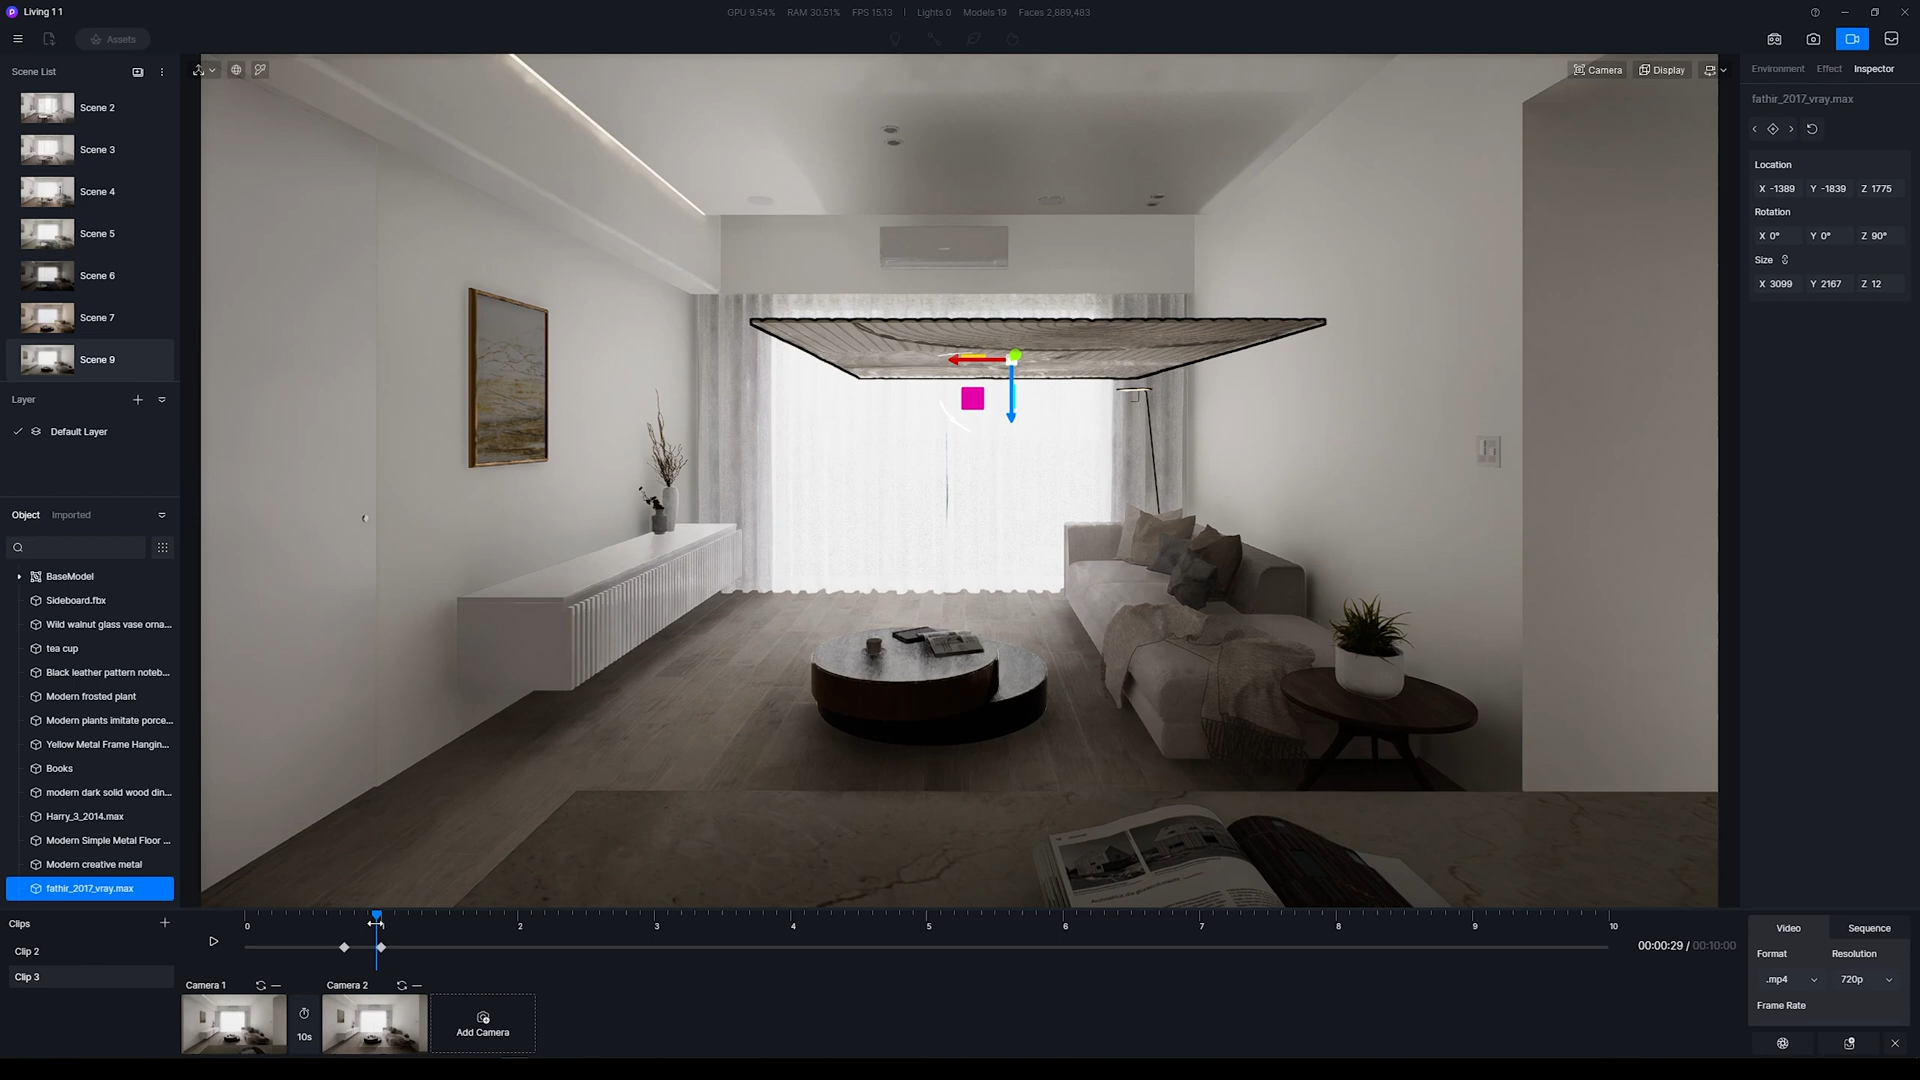 Living 1 1
GPU 9.54% RAM 30.51% FPS 15.13 | Lights 0 Models 19 Faces 2,889,483
Assets
Scene List
Camera Display
Environment Effect Inspector
Scene 2
Scene 3
Scene 4
Scene 5
Scene 6
Scene 7
Scene 9
fathir_2017_vray.max
Location
X -1389 Y -1839 Z 1775
Rotation
X 0° Y 0° Z 90°
Size
X 3099 Y 2167 Z 12
Layer
Default Layer
Object Imported
BaseModel
Sideboard.fbx
Wild walnut glass vase orna...
tea cup
Black leather pattern noteb...
Modern frosted plant
Modern plants imitate porce...
Yellow Metal Frame Hangin...
Books
modern dark solid wood din...
Harry_3_2014.max
Modern Simple Metal Floor ...
Modern creative metal
fathir_2017_vray.max
Clips
Clip 2
Clip 3
0 1 2 3 4 5 6 7 8 9 10
00:00:29 / 00:10:00
Camera 1
10s
Camera 2
Add Camera
Video Sequence
Format Resolution
.mp4 720p
Frame Rate